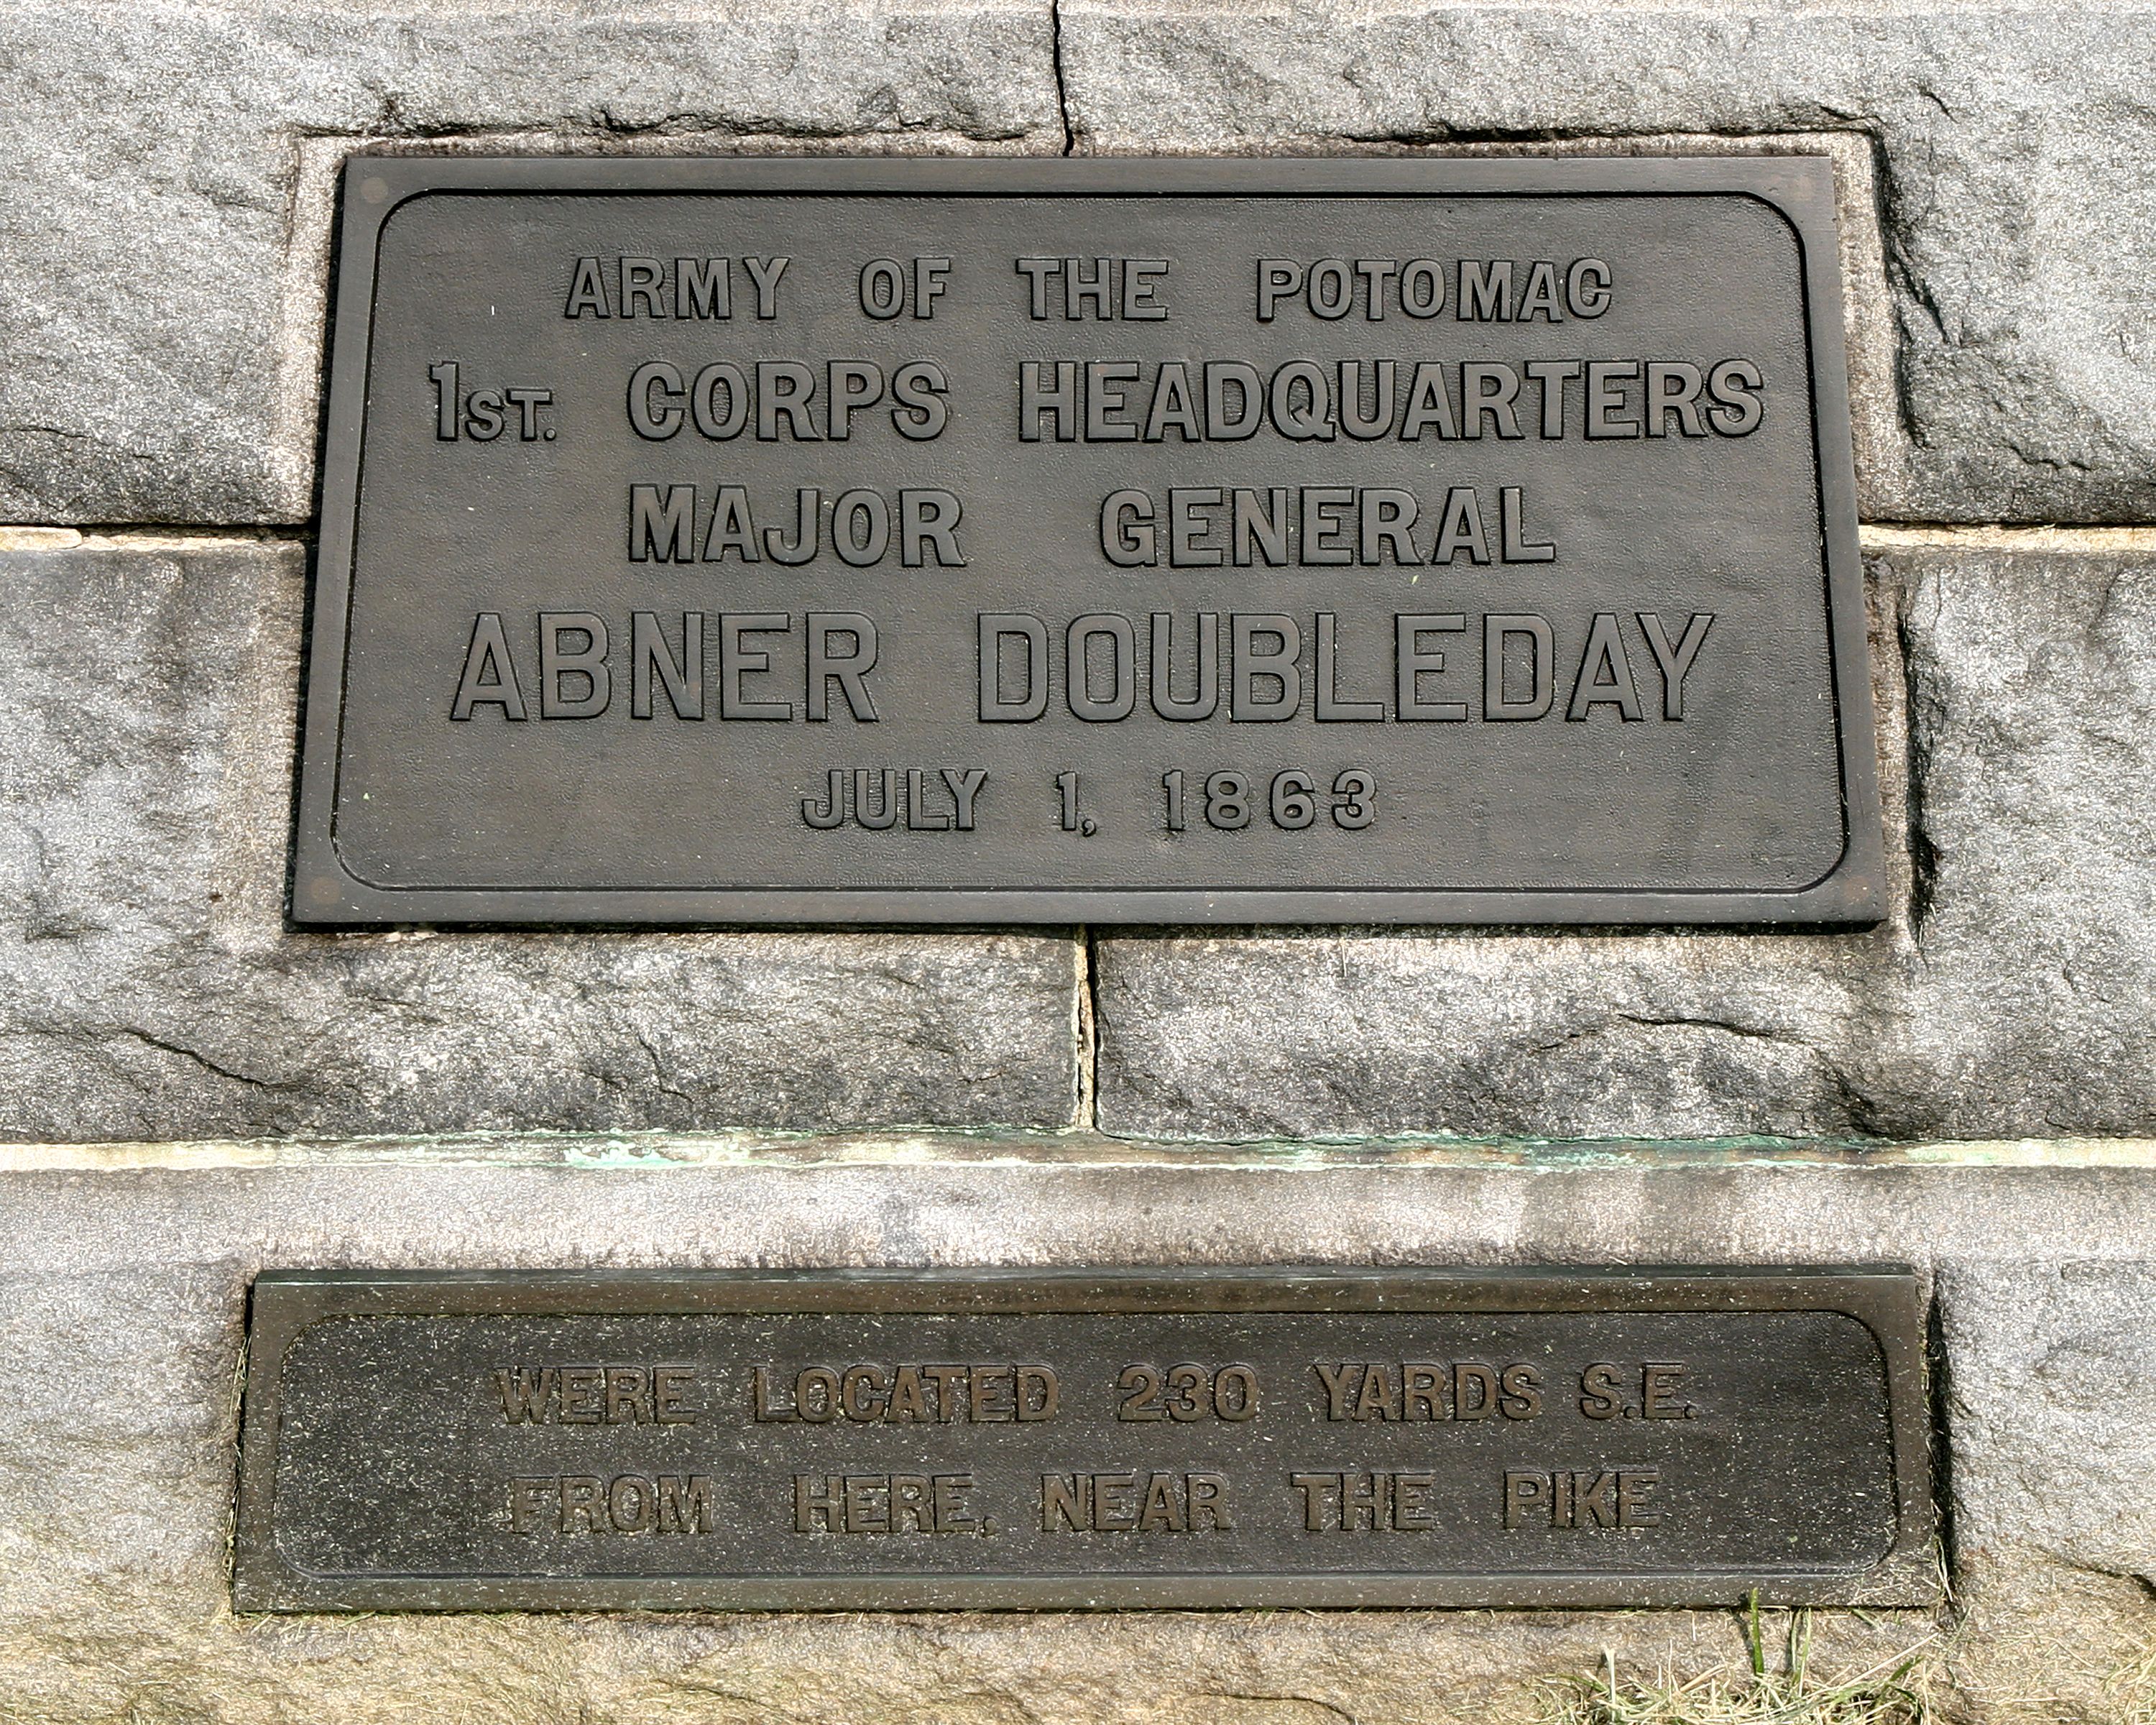 ARMY OF THE POTOMAC
1ST. CORPS HEADQUARTERS
MAJOR GENERAL
ABNER DOUBLEDAY
JULY 1, 1863
WERE LOCATED 230 YARDS S.E.
FROM HERE, NEAR THE PIKE